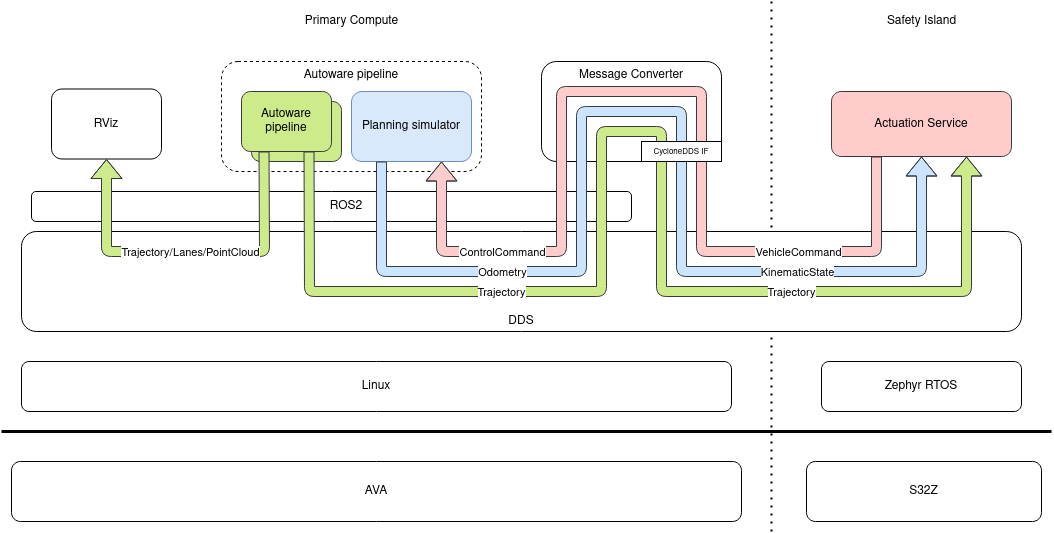 Primary Compute
Safety Island
Autoware pipeline
Message Converter
RViz
Autoware
pipeline
Planning simulator
Actuation Service
CycloneDDS IF
ROS2
Trajectory/Lanes/PointCloud
ControlCommand
VehicleCommand
Odometry
KinematicState
Trajectory
Trajectory
DDS
Linux
Zephyr RTOS
AVA
S32Z